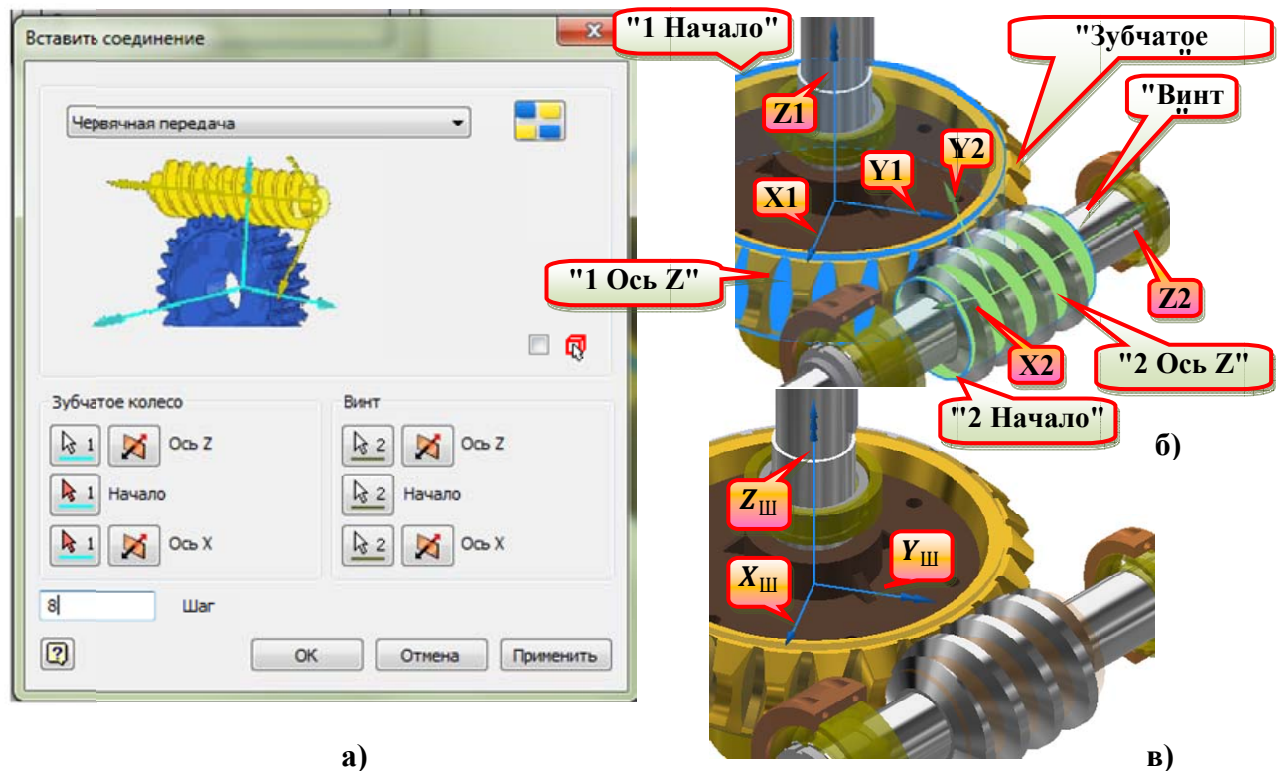 Вставить соединение
Червячная передача
Зубчатое колесо
1 Ось Z
1 Начало
1 Ось X
Винт
2 Ось Z
2 Начало
2 Ось X
8 Шаг
ОК Отмена Применить
а)
"1 Начало"
"Зубчатое
"
"Винт
"
Z1
Y2
Y1
X1
"1 Ось Z"
Z2
X2
"2 Ось Z"
"2 Начало"
б)
Zш
Yш
Xш
в)